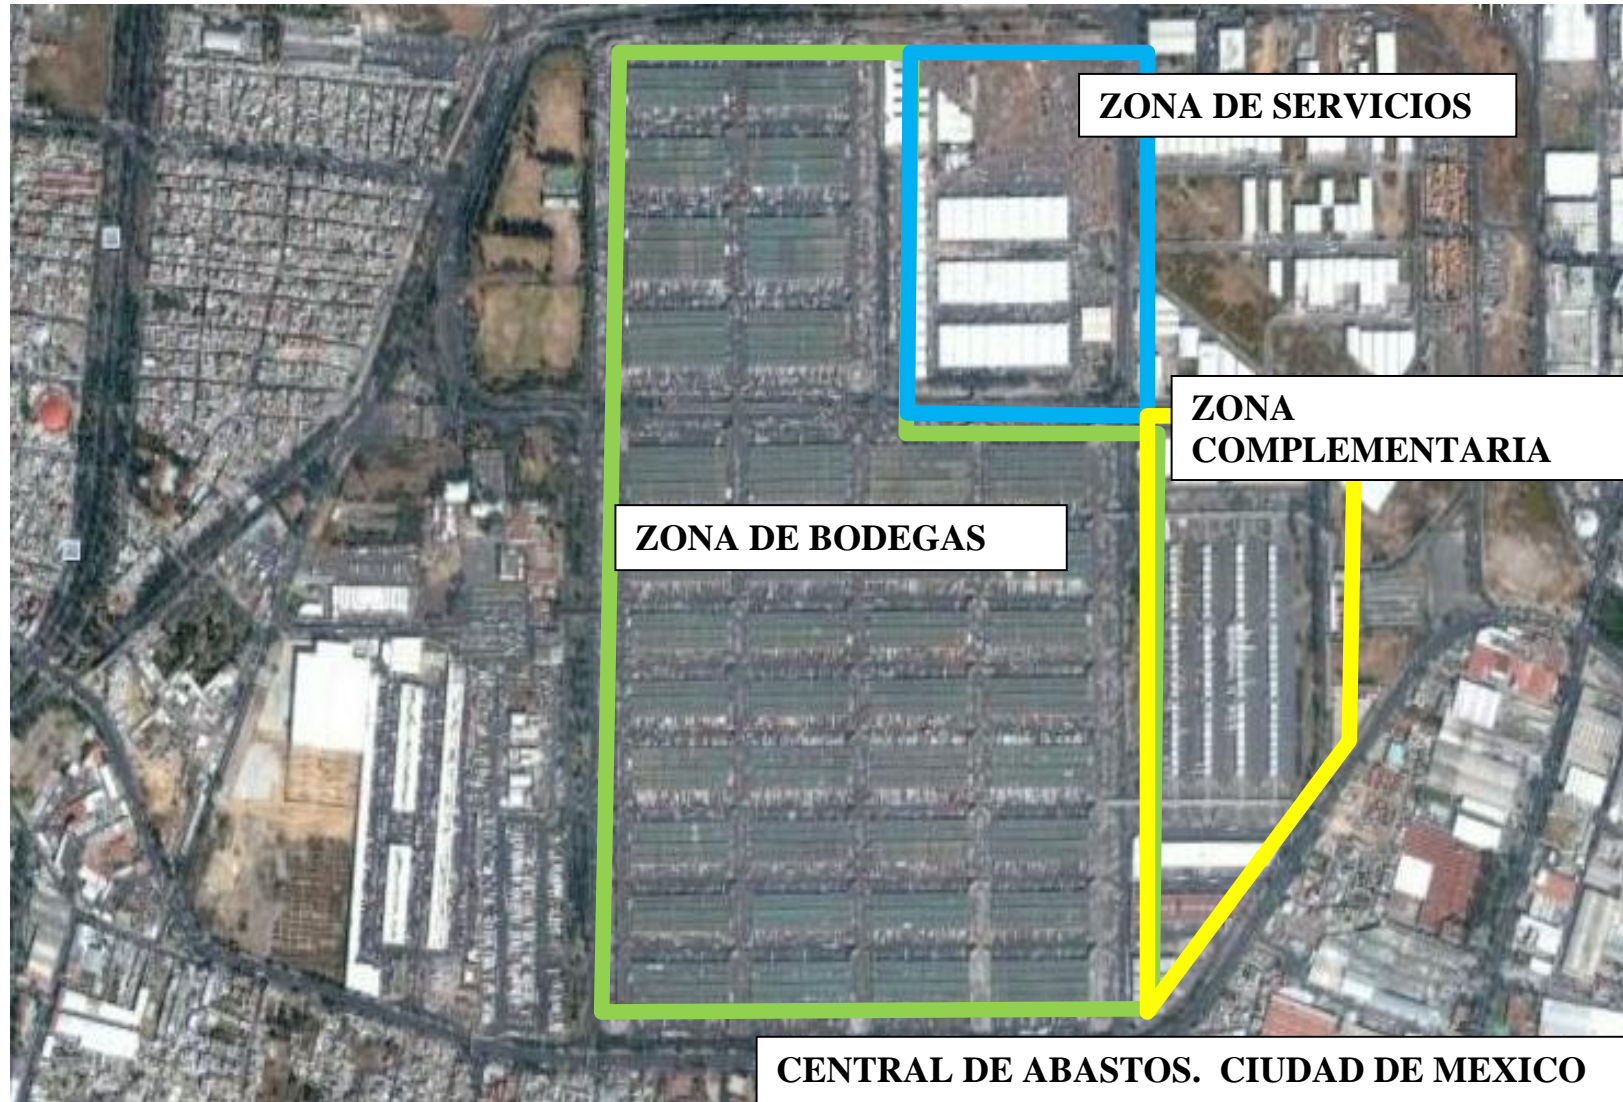 ZONA DE SERVICIOS
ZONA
COMPLEMENTARIA
ZONA DE BODEGAS
CENTRAL DE ABASTOS. CIUDAD DE MEXICO